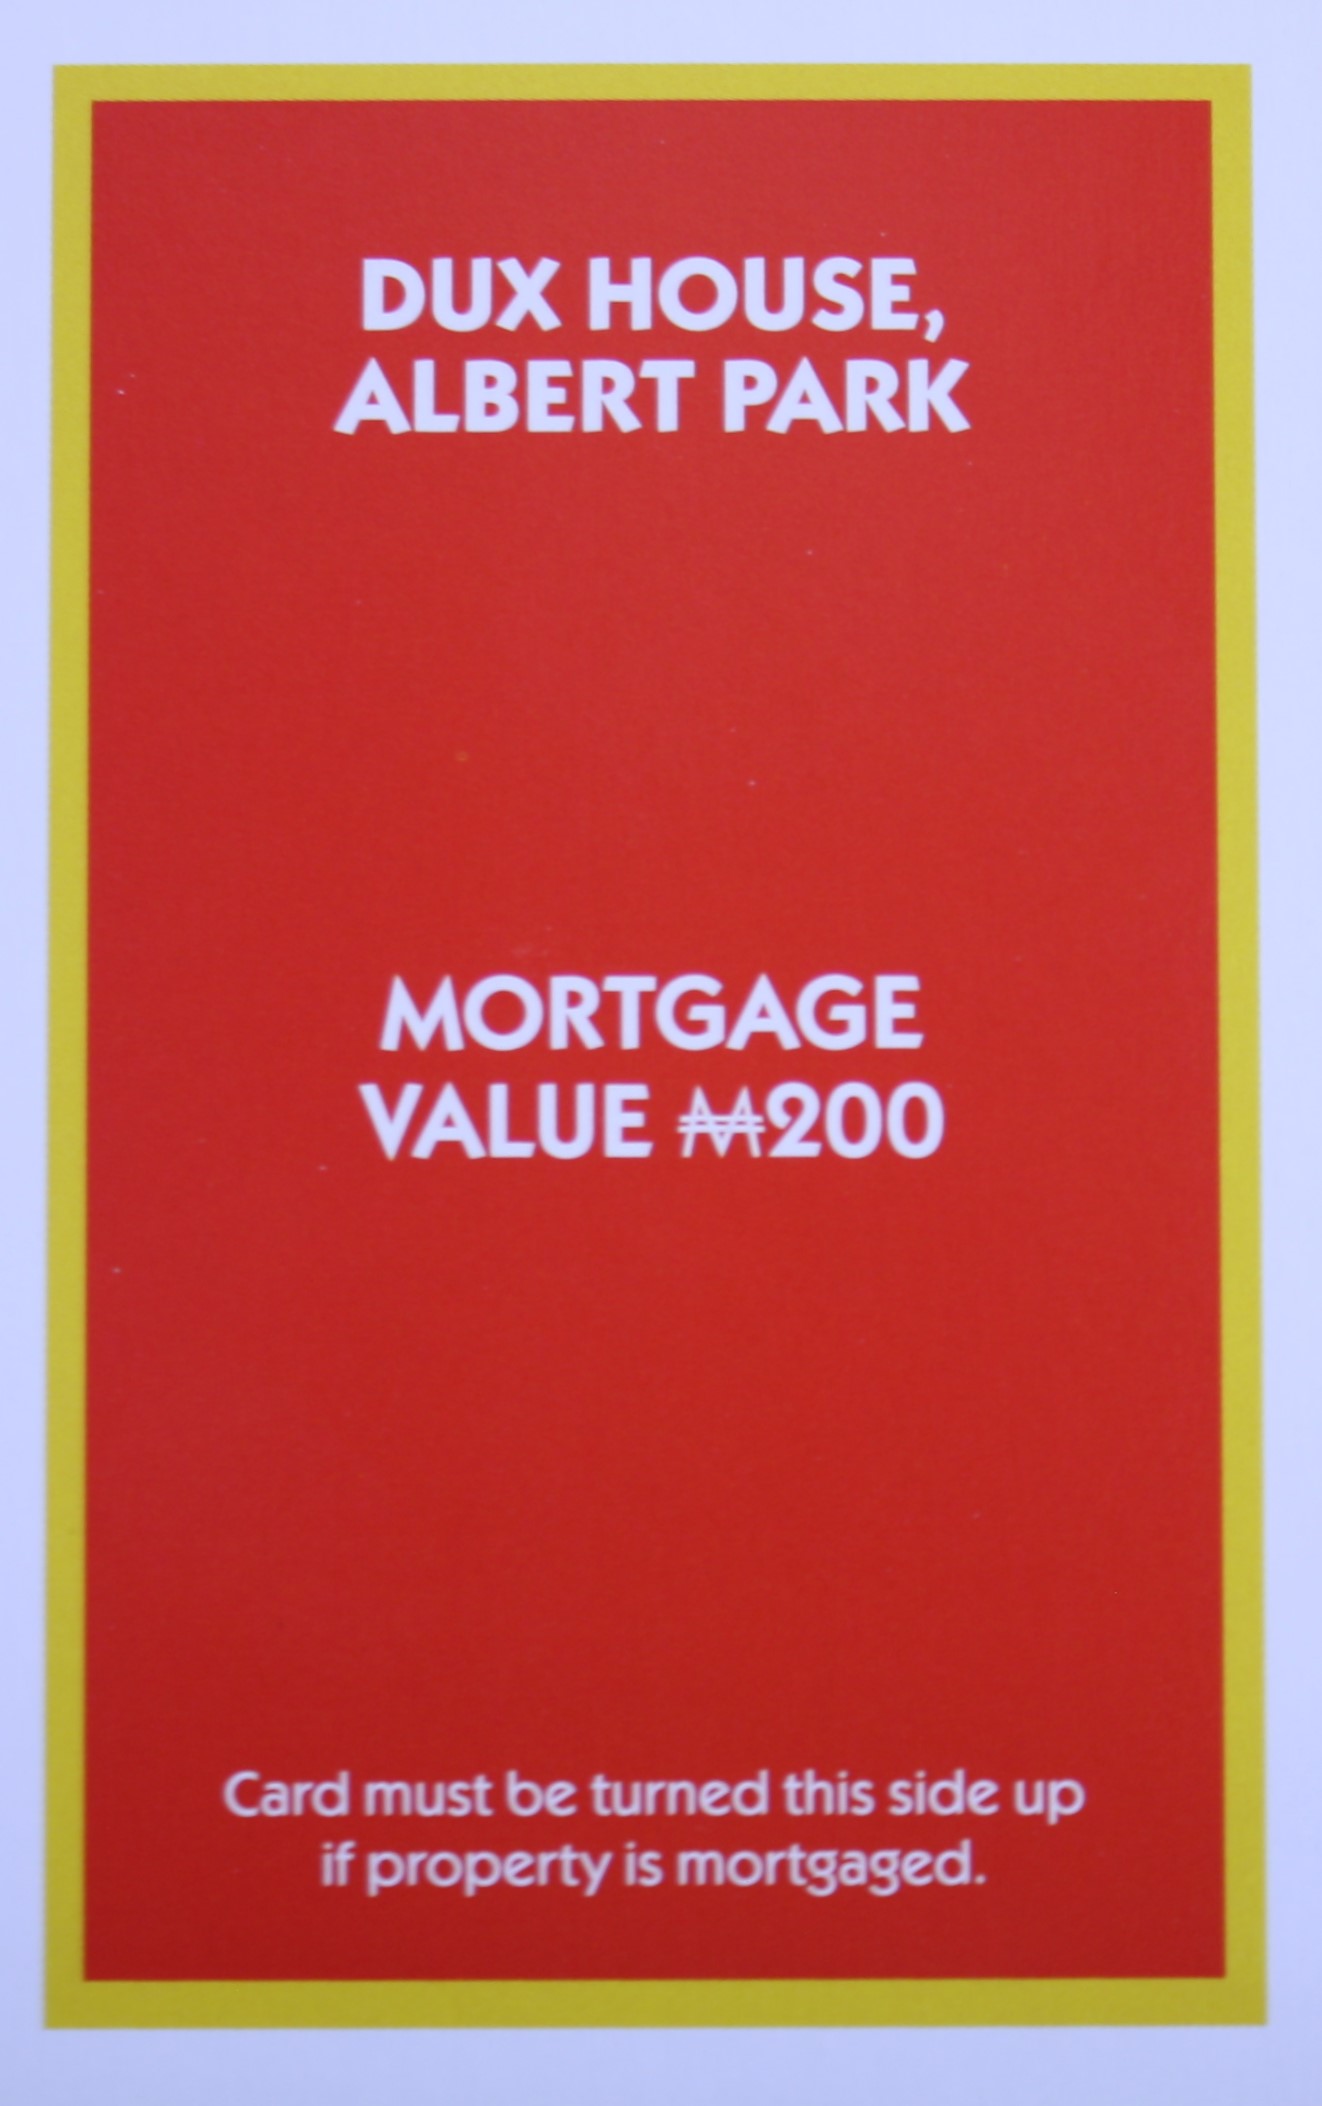 DUX HOUSE,
ALBERT PARK
MORTGAGE
VALUE ₩200
Card must be turned this side up
if property is mortgaged.